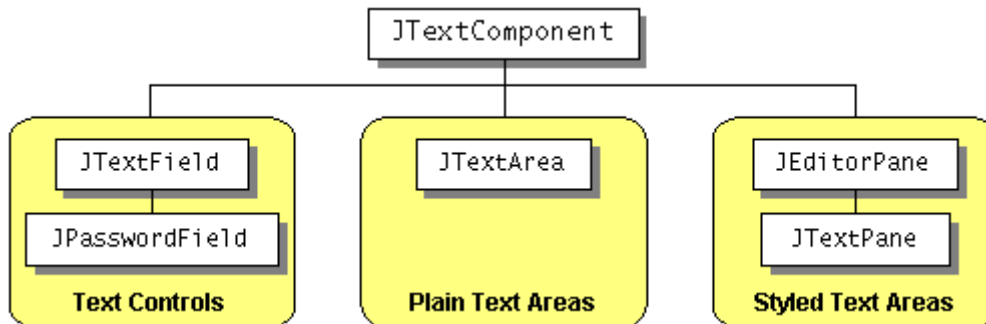 JTextComponent
JTextField
JTextArea
JEditorPane
JPasswordField
JTextPane
Text Controls
Plain Text Areas
Styled Text Areas